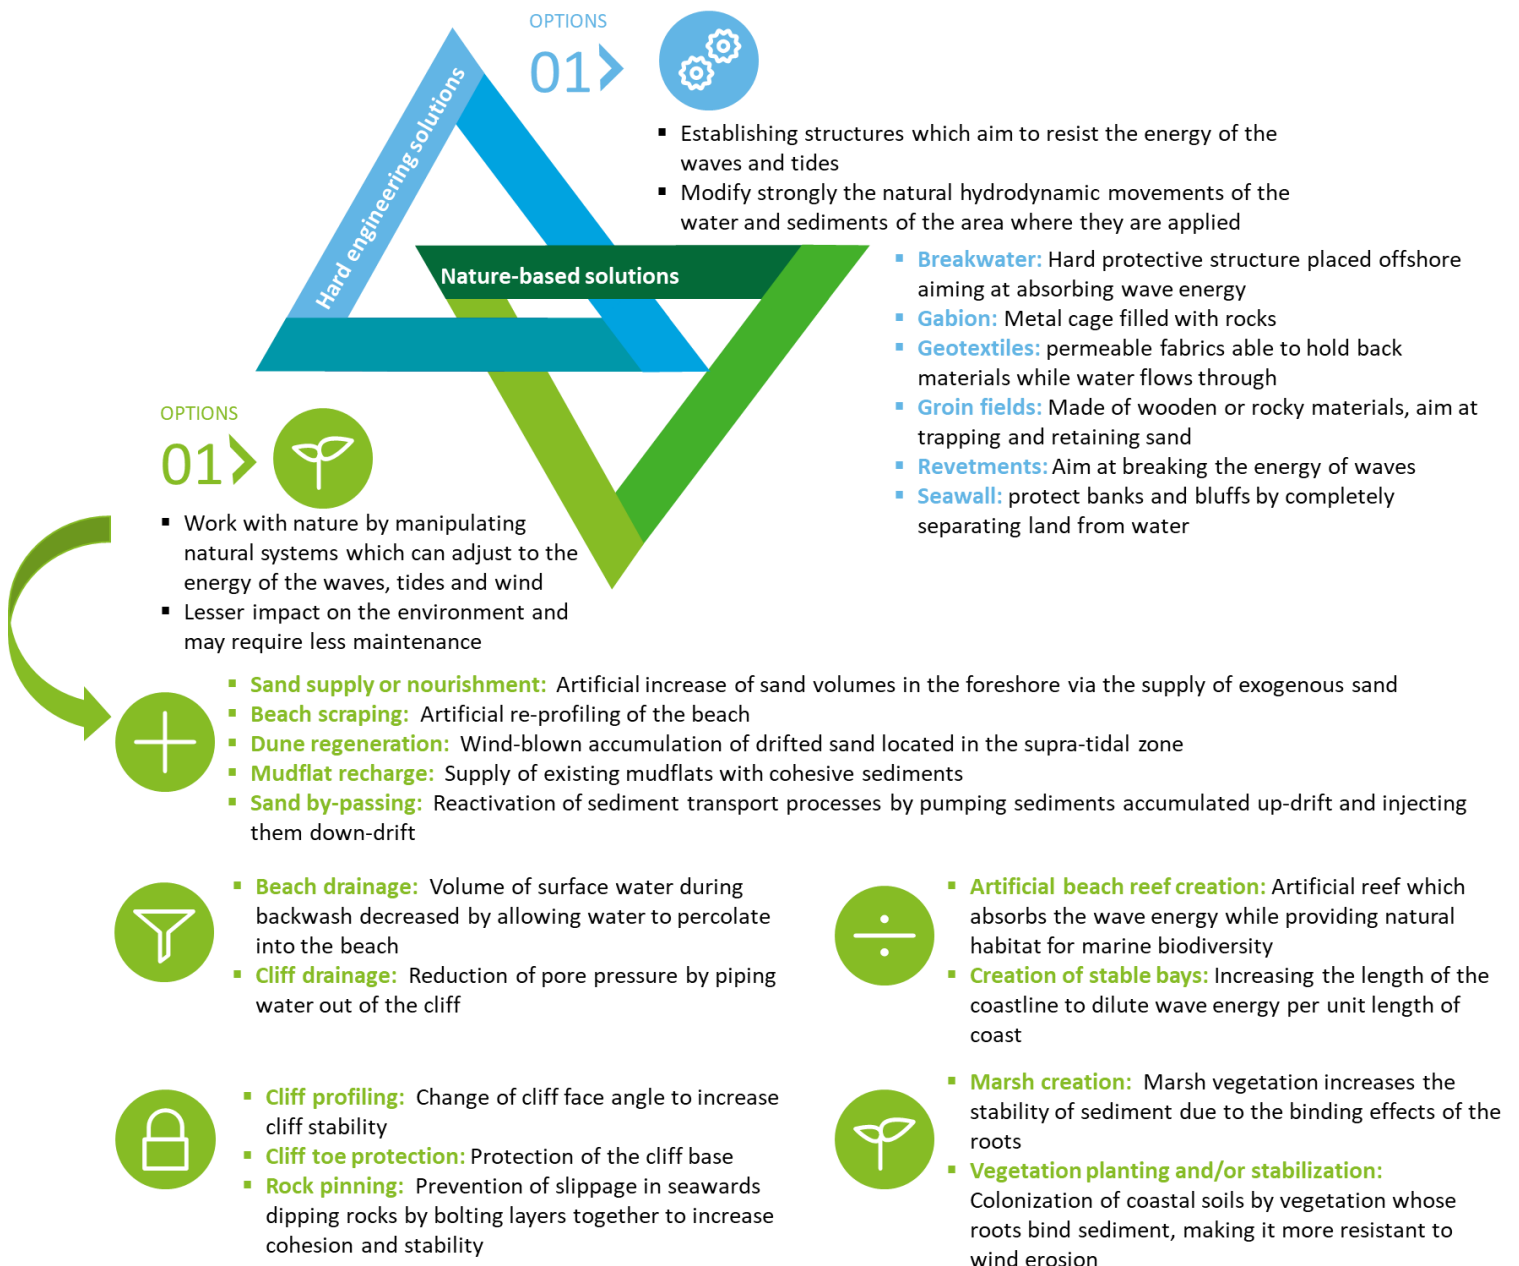 OPTIONS
01
Hard engineering solutions
▪ Establishing structures which aim to resist the energy of the
waves and tides
▪ Modify strongly the natural hydrodynamic movements of the
water and sediments of the area where they are applied
Nature-based solutions
▪ Breakwater: Hard protective structure placed offshore
aiming at absorbing wave energy
▪ Gabion: Metal cage filled with rocks
▪ Geotextiles: permeable fabrics able to hold back
materials while water flows through
▪ Groin fields: Made of wooden or rocky materials, aim at
trapping and retaining sand
▪ Revetments: Aim at breaking the energy of waves
▪ Seawall: protect banks and bluffs by completely
separating land from water
OPTIONS
01
▪ Work with nature by manipulating
natural systems which can adjust to the
energy of the waves, tides and wind
▪ Lesser impact on the environment and
may require less maintenance
▪ Sand supply or nourishment: Artificial increase of sand volumes in the foreshore via the supply of exogenous sand
▪ Beach scraping: Artificial re-profiling of the beach
▪ Dune regeneration: Wind-blown accumulation of drifted sand located in the supra-tidal zone
▪ Mudflat recharge: Supply of existing mudflats with cohesive sediments
▪ Sand by-passing: Reactivation of sediment transport processes by pumping sediments accumulated up-drift and injecting
them down-drift
▪ Beach drainage: Volume of surface water during
backwash decreased by allowing water to percolate
into the beach
▪ Cliff drainage: Reduction of pore pressure by piping
water out of the cliff
▪ Artificial beach reef creation: Artificial reef which
absorbs the wave energy while providing natural
habitat for marine biodiversity
▪ Creation of stable bays: Increasing the length of the
coastline to dilute wave energy per unit length of
coast
▪ Cliff profiling: Change of cliff face angle to increase
cliff stability
▪ Cliff toe protection: Protection of the cliff base
▪ Rock pinning: Prevention of slippage in seawards
dipping rocks by bolting layers together to increase
cohesion and stability
▪ Marsh creation: Marsh vegetation increases the
stability of sediment due to the binding effects of the
roots
▪ Vegetation planting and/or stabilization:
Colonization of coastal soils by vegetation whose
roots bind sediment, making it more resistant to
wind erosion